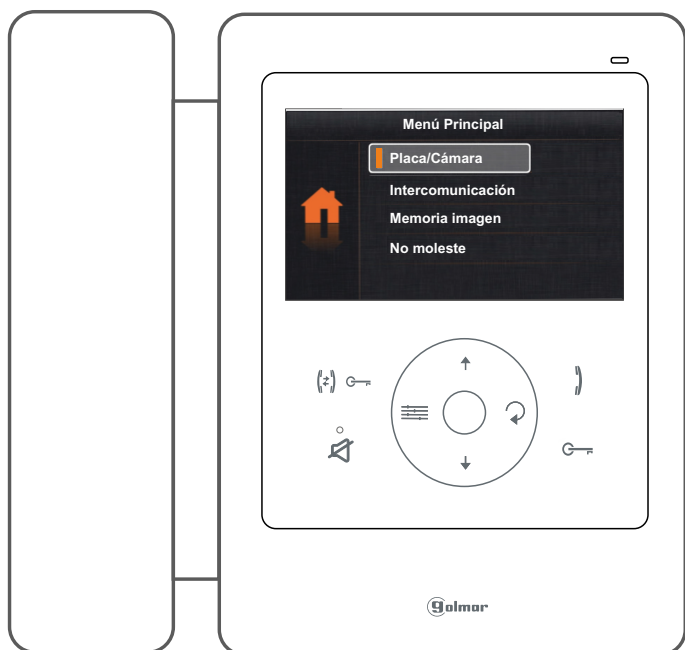 Menú Principal
Placa/Cámara
Intercomunicación
Memoria imagen
No moleste
golmar